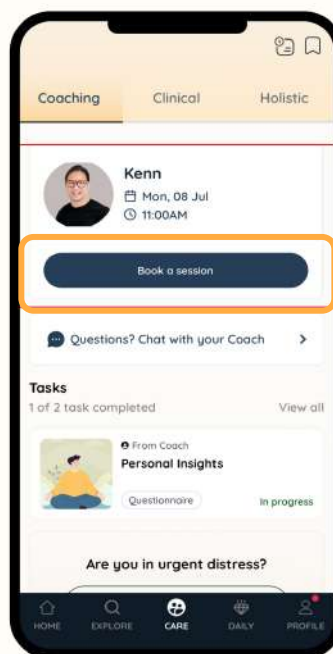 Coaching Clinical Holistic
Kenn
Mon, 08 Jul
11:00AM
Book a session
Questions? Chat with your Coach
Tasks
1 of 2 task completed View all
From Coach
Personal Insights
Questionnaire In progress
Are you in urgent distress?
HOME EXPLORE CARE DAILY PROFILE